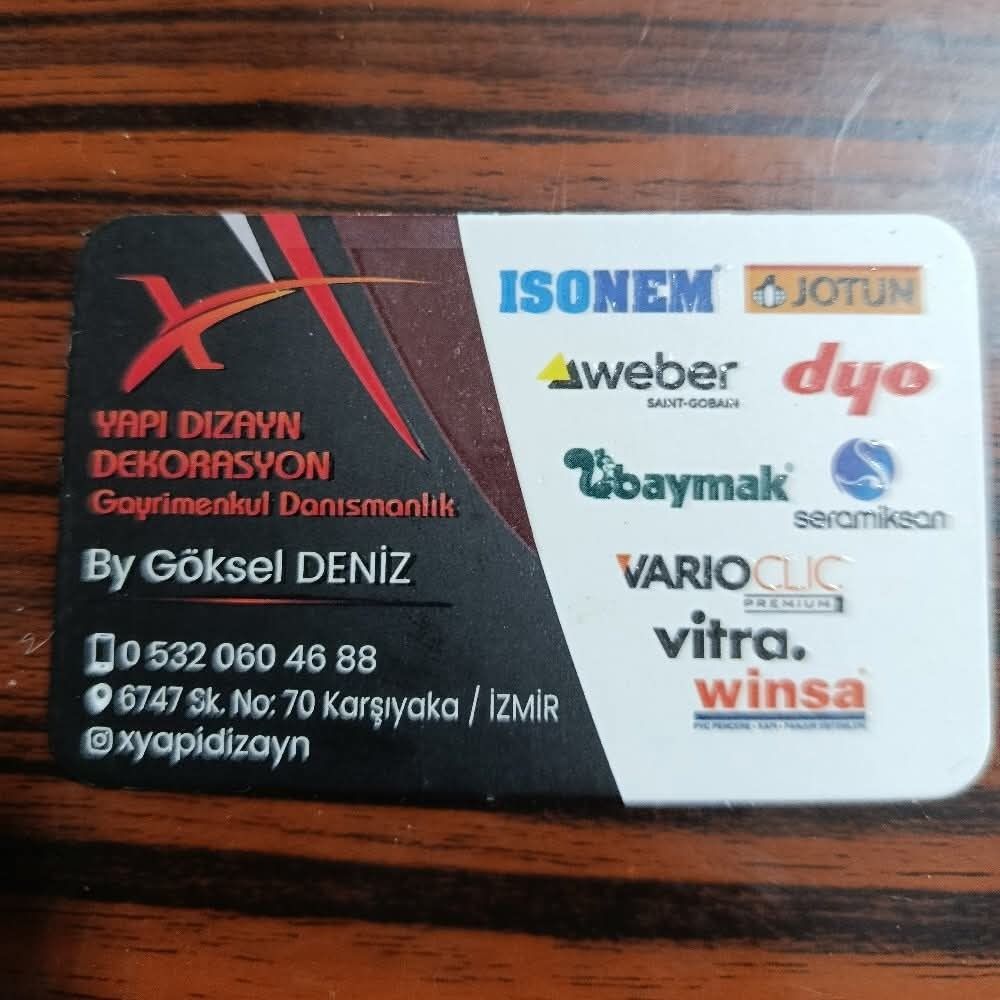 X
YAPI DIZAYN
DEKORASYON
Gayrimenkul Danısmanlık
By Göksel DENİZ
0 532 060 46 88
6747 Sk. No: 70 Karşıyaka / İZMİR
xyapidizayn
ISONEM
JOTUN
weber
SAINT-GOBAIN
dyo
baymak
seramiksan
VARIOCLIC
PREMIUM
vitra.
winsa